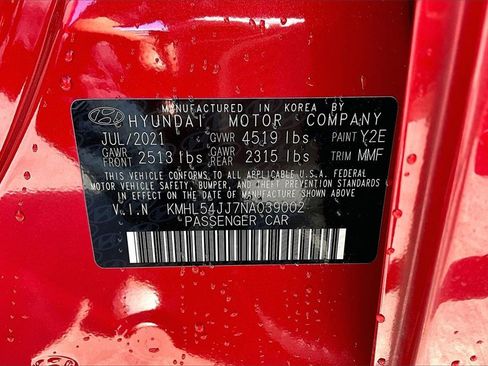 MANUFACTURED IN KOREA BY
HYUNDAI MOTOR COMPANY
JUL/2021 GVWR 4519 lbs PAINT Y2E
GAWR FRONT 2513 lbs GAWR REAR 2315 lbs TRIM MMF
THIS VEHICLE CONFORMS TO ALL APPLICABLE U.S.A. FEDERAL
MOTOR VEHICLE SAFETY, BUMPER, AND THEFT PREVENTION STANDARDS
IN EFFECT ON THE DATE OF MANUFACTURE SHOWN ABOVE.
V.I.N KMHL54JJ7NA039002
PASSENGER CAR